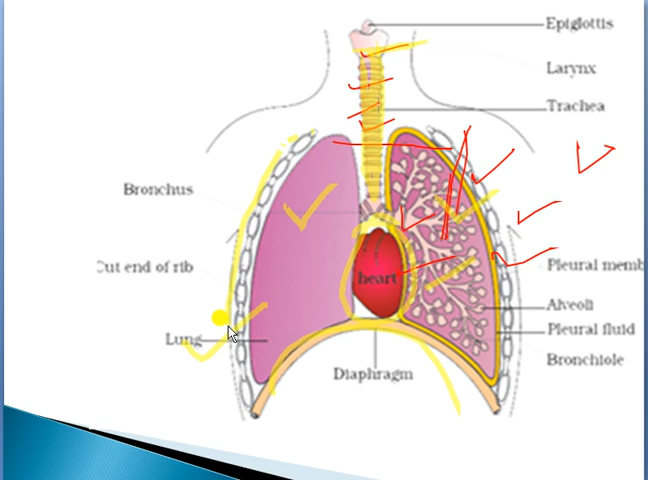 Epiglottis
Larynx
Trachea
Bronchus
Cut end of rib
Pleural memb
heart
Alveoli
Pleural fluid
Lung
Bronchiole
Diaphragm